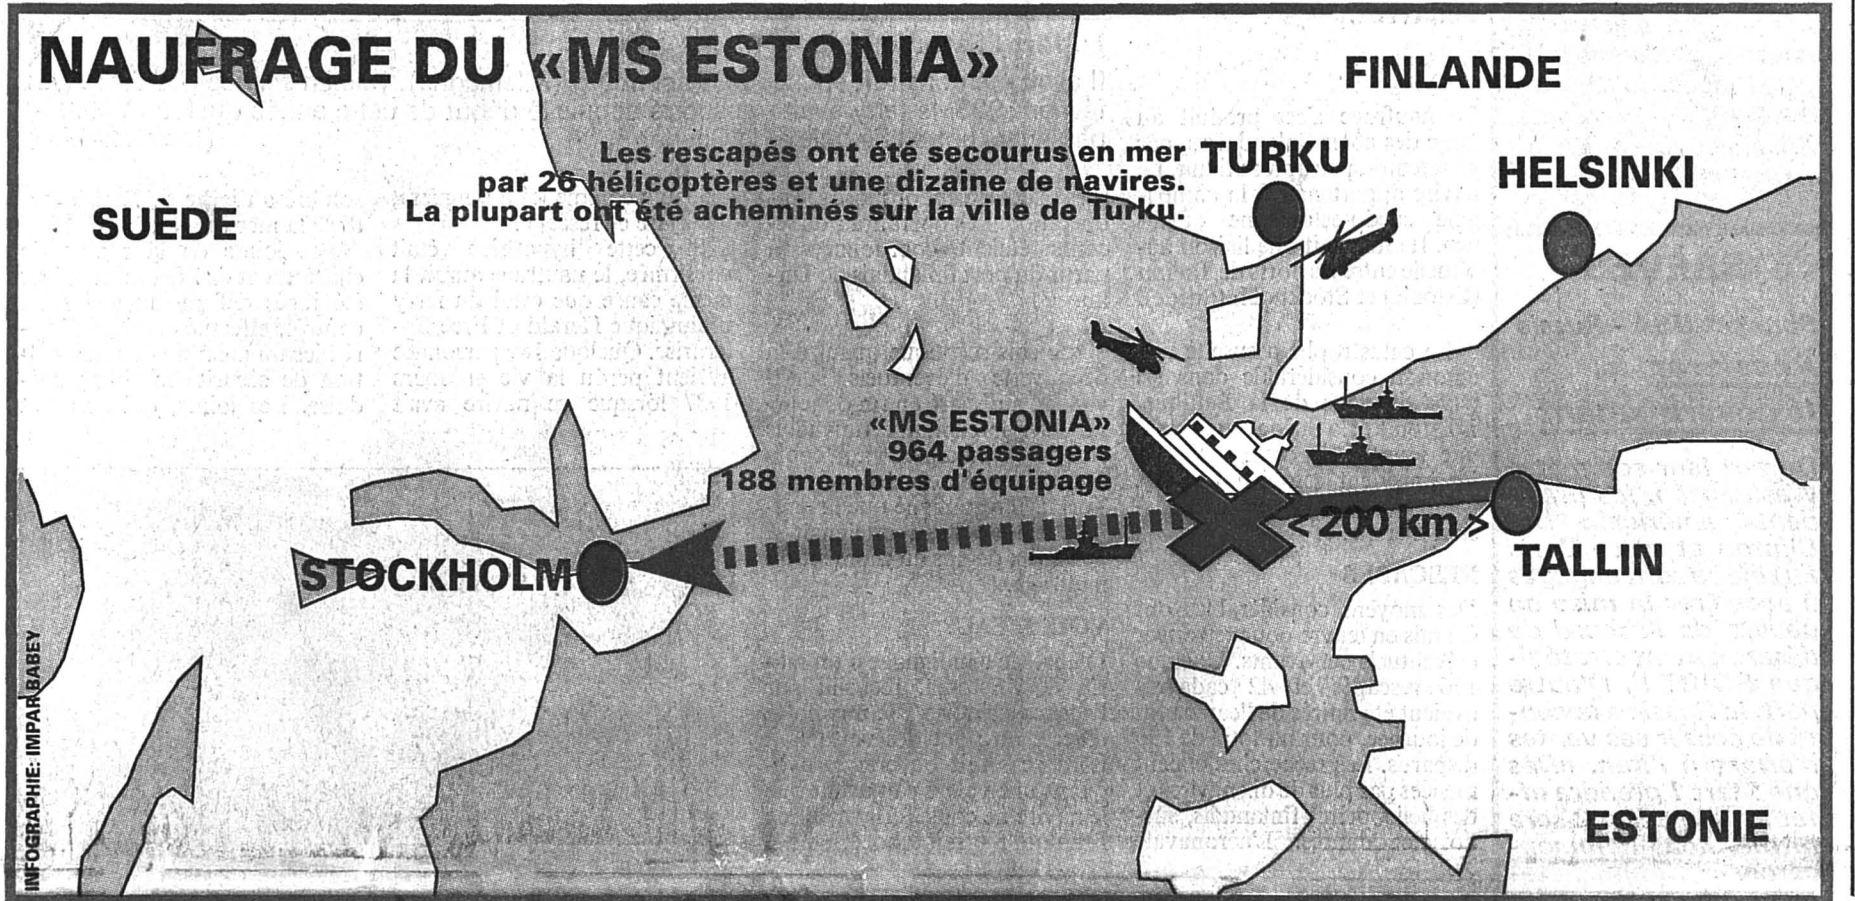 NAUFRAGE DU «MS ESTONIA»
FINLANDE
Les rescapés ont été secourus en mer
par 26 hélicoptères et une dizaine de navires.
La plupart ont été acheminés sur la ville de Turku.
TURKU
HELSINKI
SUÈDE
«MS ESTONIA»
964 passagers
188 membres d'équipage
< 200 km >
STOCKHOLM
TALLIN
ESTONIE
INFOGRAPHIE: IMPAR BABEY